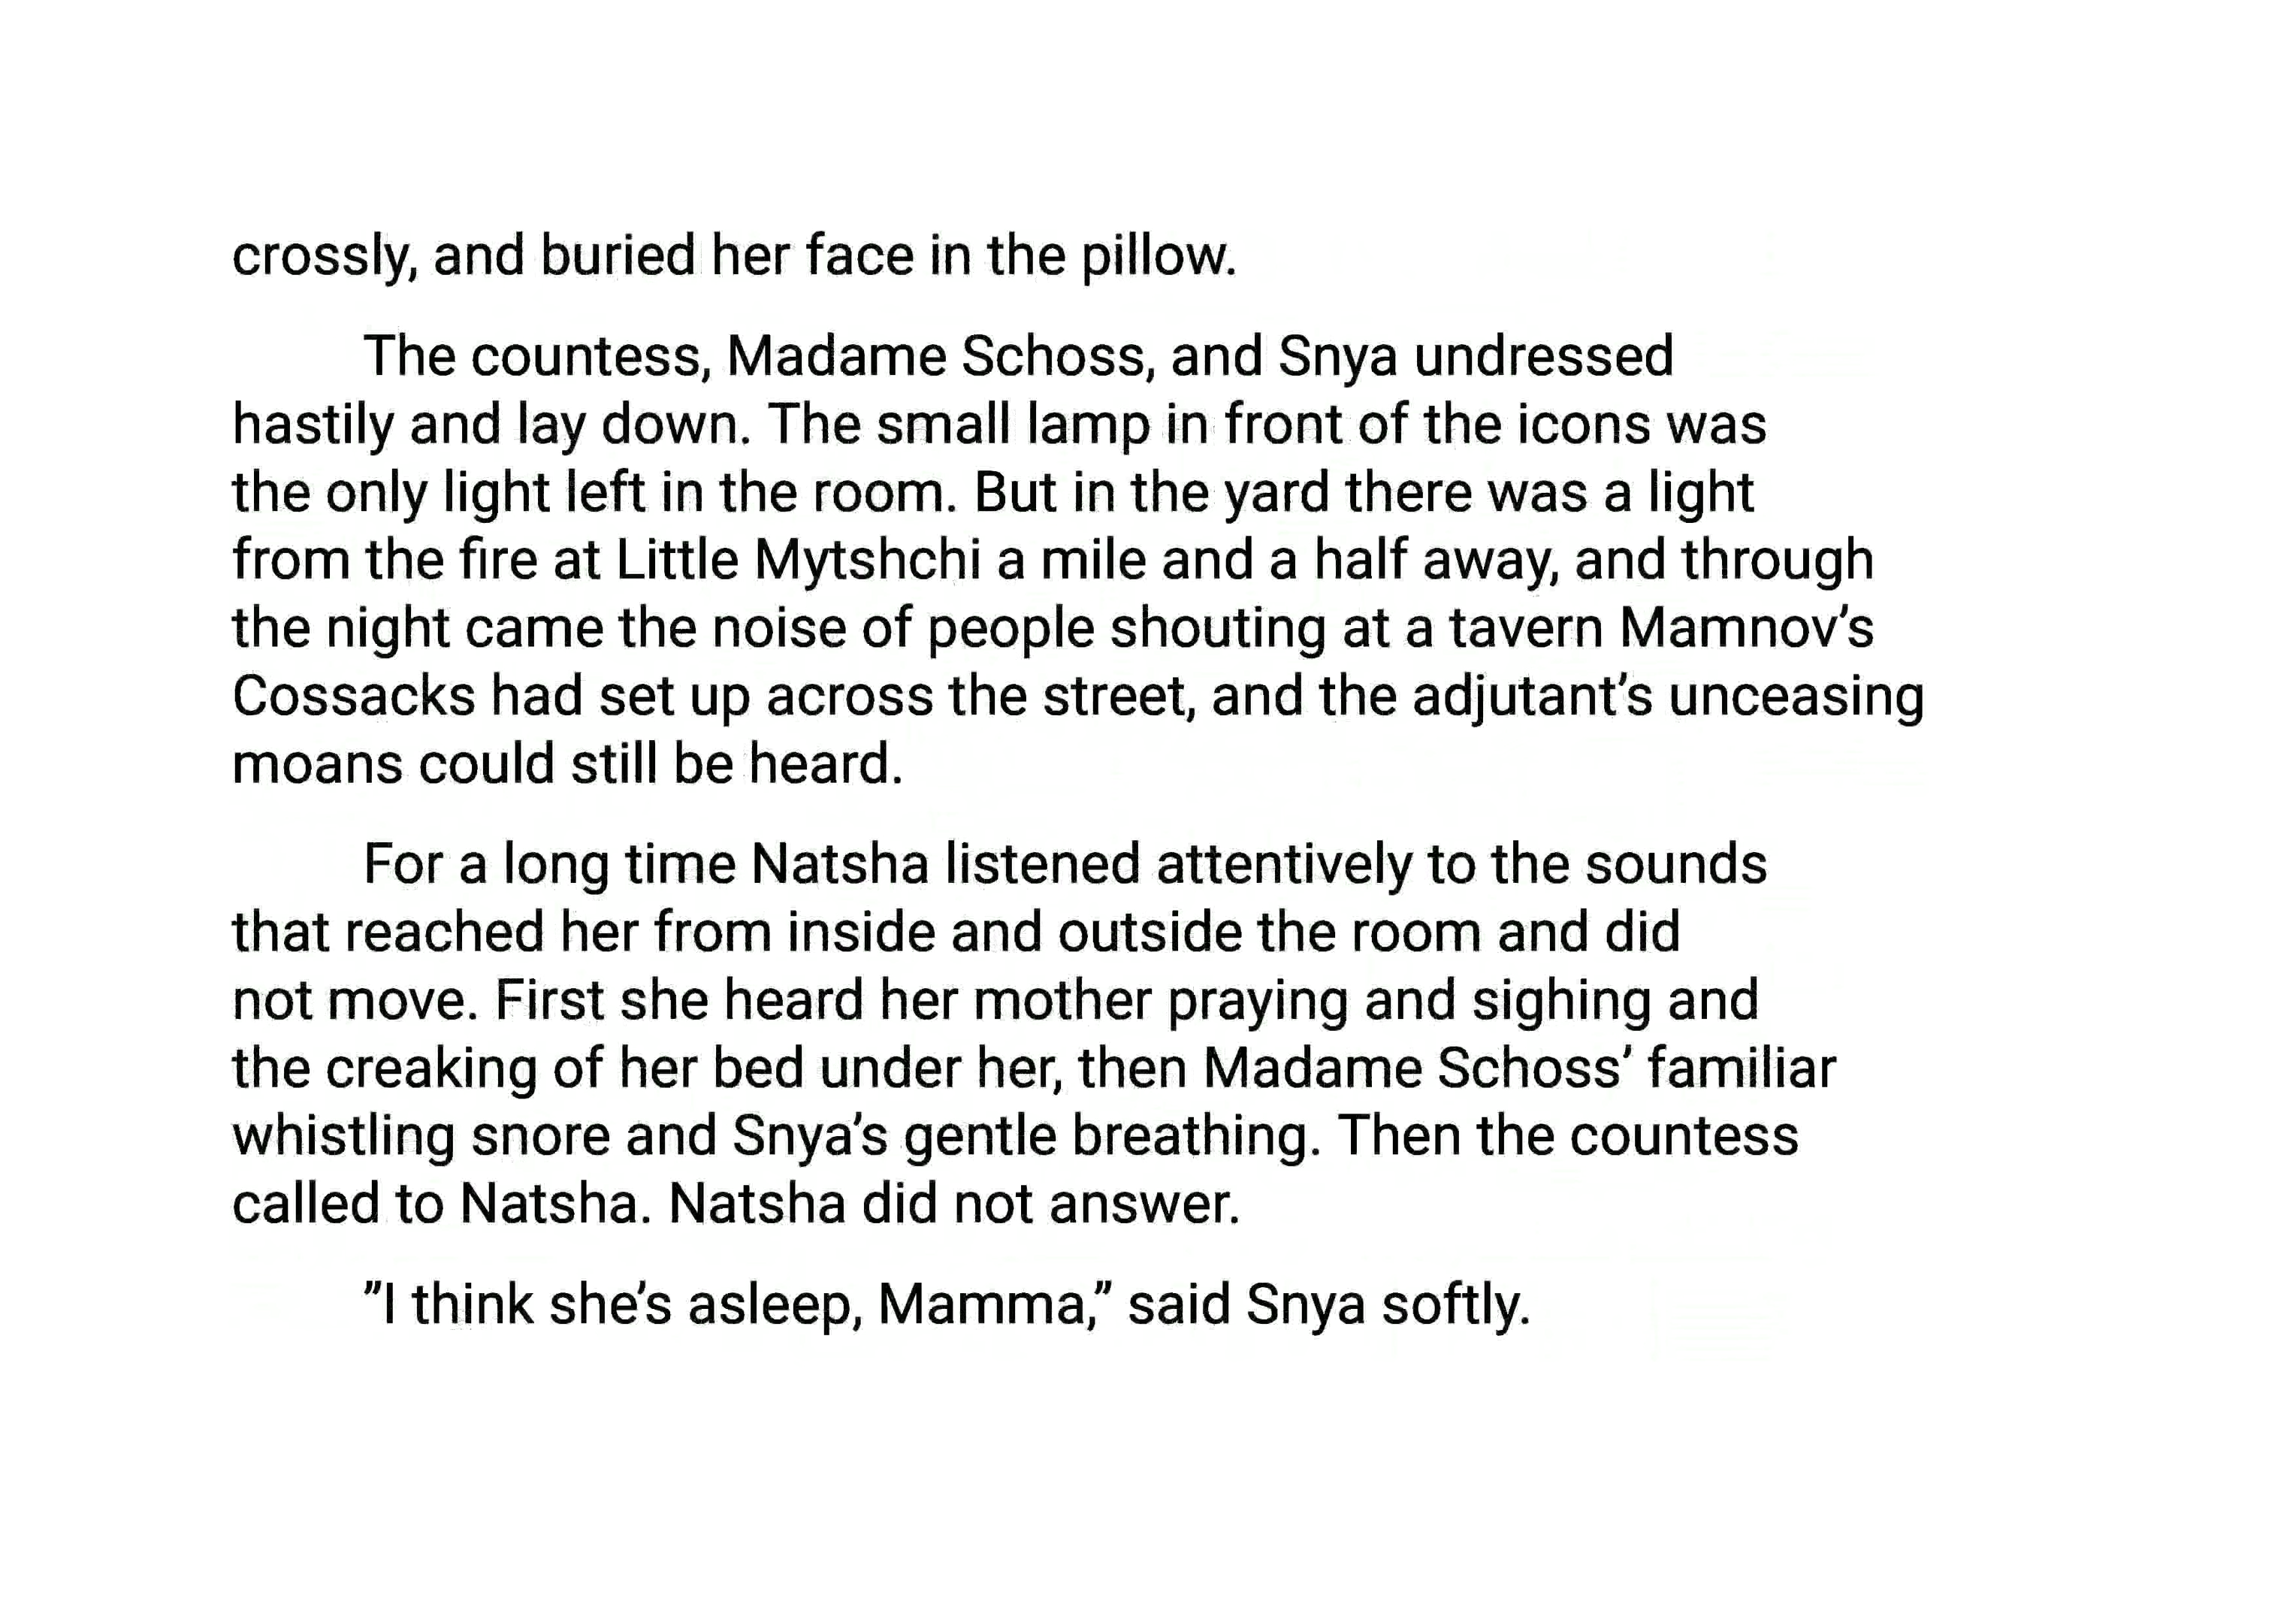 crossly, and buried her face in the pillow.
The countess, Madame Schoss, and Snya undressed
hastily and lay down. The small lamp in front of the icons was
the only light left in the room. But in the yard there was a light
from the fire at Little Mytshchi a mile and a half away, and through
the night came the noise of people shouting at a tavern Mamnov’s
Cossacks had set up across the street, and the adjutant’s unceasing
moans could still be heard.
For a long time Natsha listened attentively to the sounds
that reached her from inside and outside the room and did
not move. First she heard her mother praying and sighing and
the creaking of her bed under her, then Madame Schoss’ familiar
whistling snore and Snya’s gentle breathing. Then the countess
called to Natsha. Natsha did not answer.
”I think she’s asleep, Mamma,” said Snya softly.